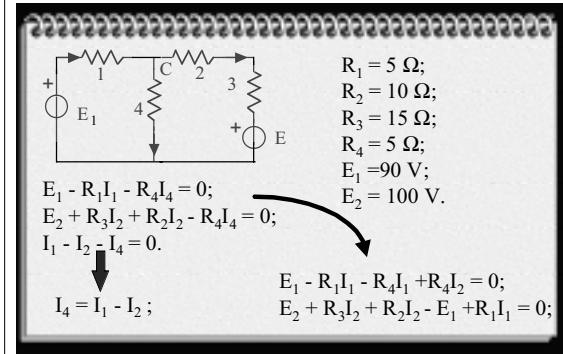 1
C
2
3
+
E₁
4
+
E
R₁ = 5 Ω;
R₂ = 10 Ω;
R₃ = 15 Ω;
R₄ = 5 Ω;
E₁ =90 V;
E₂ = 100 V.
E₁ - R₁I₁ - R₄I₄ = 0;
E₂ + R₃I₂ + R₂I₂ - R₄I₄ = 0;
I₁ - I₂ - I₄ = 0.
I₄ = I₁ - I₂ ;
E₁ - R₁I₁ - R₄I₁ +R₄I₂ = 0;
E₂ + R₃I₂ + R₂I₂ - E₁ +R₁I₁ = 0;